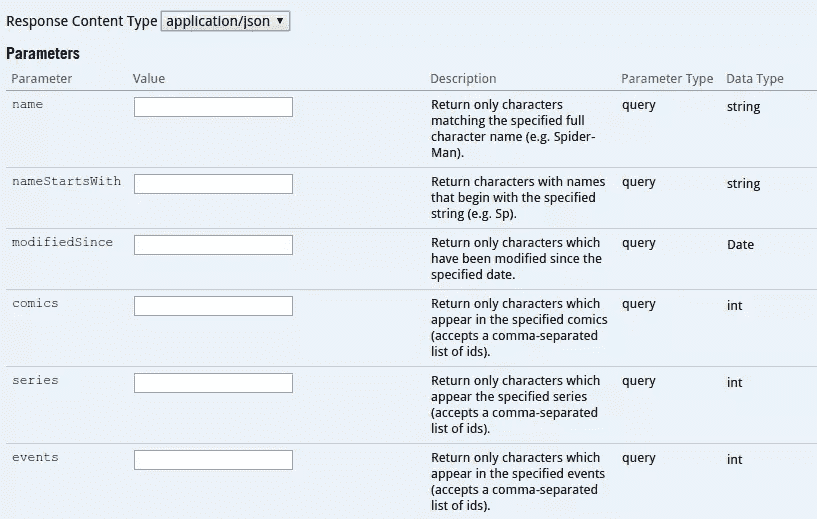 Response Content Type application/json ▼
Parameters
Parameter Value Description Parameter Type Data Type
name Return only characters query string
matching the specified full
character name (e.g. Spider-
Man).
nameStartsWith Return characters with names query string
that begin with the specified
string (e.g. Sp).
modifiedSince Return only characters which query Date
have been modified since the
specified date.
comics Return only characters which query int
appear in the specified comics
(accepts a comma-separated
list of ids).
series Return only characters which query int
appear the specified series
(accepts a comma-separated
list of ids).
events Return only characters which query int
appear in the specified events
(accepts a comma-separated
list of ids).